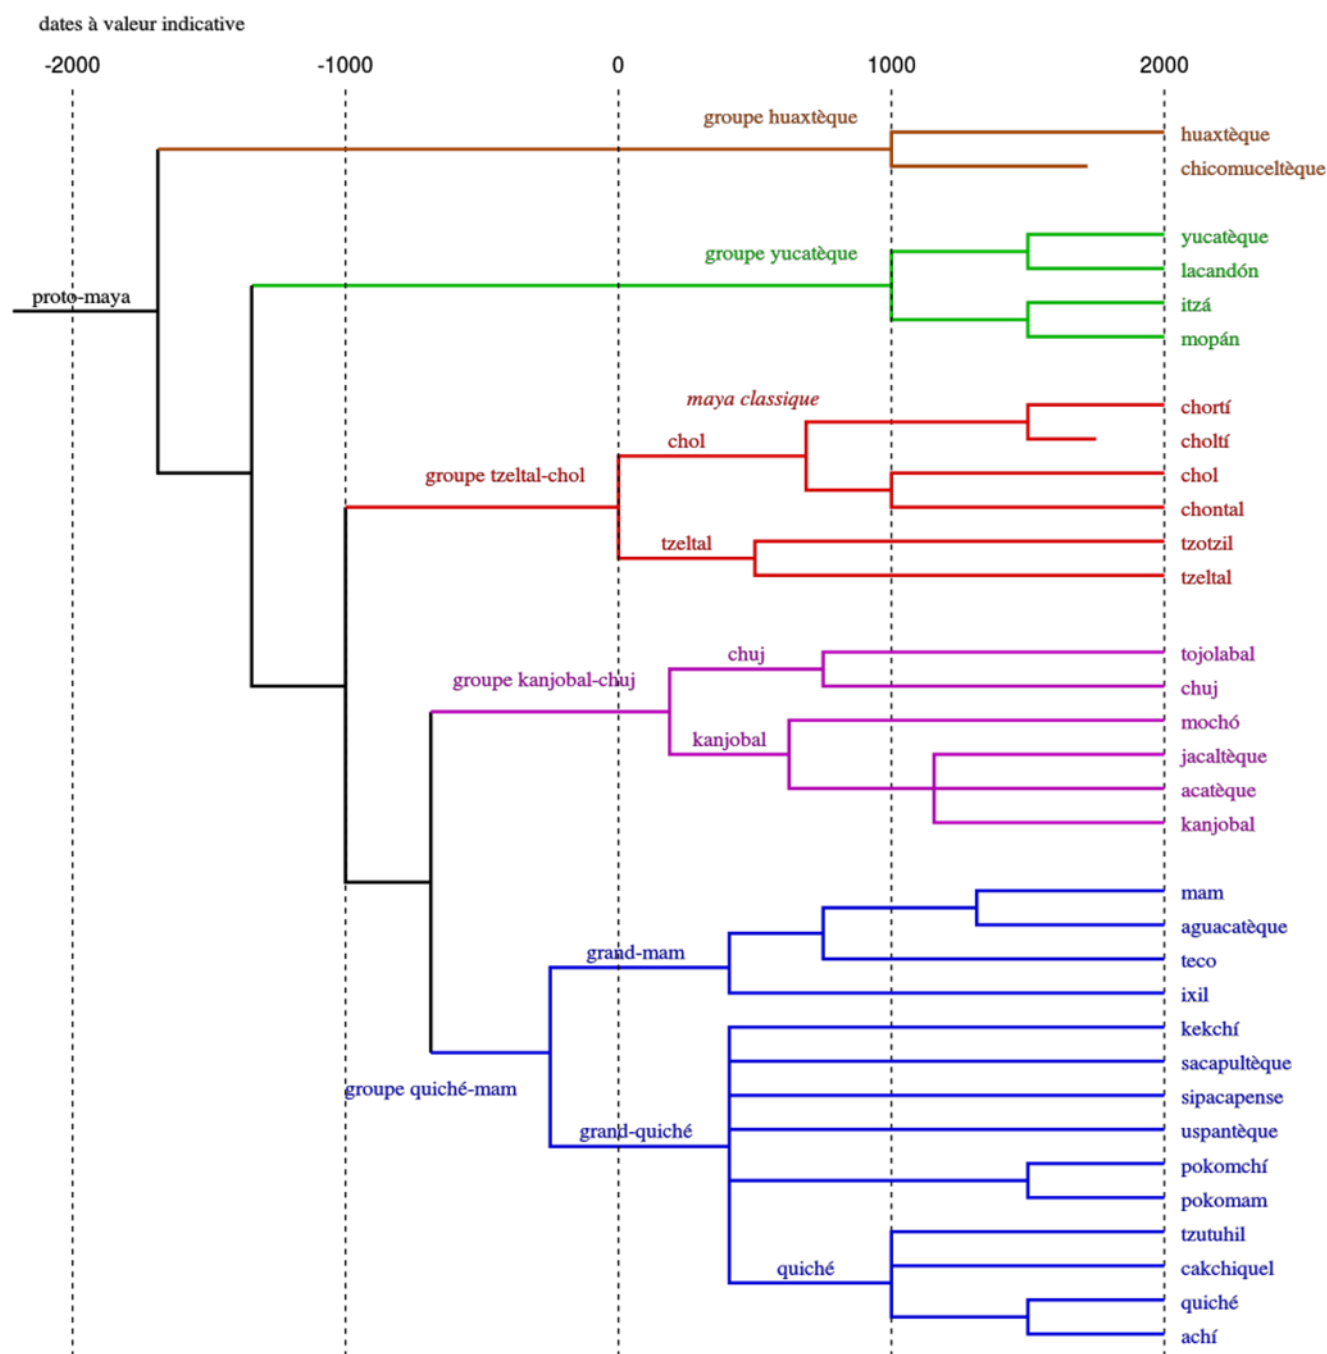 dates à valeur indicative
-2000 -1000 0 1000 2000
groupe huaxtèque
huaxtèque
chicomuceltèque
yucatèque
groupe yucatèque
lacandón
proto-maya
itzá
mopán
maya classique
chortí
chol
choltí
groupe tzeltal-chol
chol
chontal
tzeltal
tzotzil
tzeltal
chuj
tojolabal
groupe kanjobal-chuj
chuj
mochó
kanjobal
jacaltèque
acatèque
kanjobal
mam
aguacatèque
grand-mam
teco
ixil
kekchí
sacapultèque
groupe quiché-mam
sipacapense
grand-quiché
uspantèque
pokomchí
pokomam
tzutuhil
quiché
cakchiquel
quiché
achí